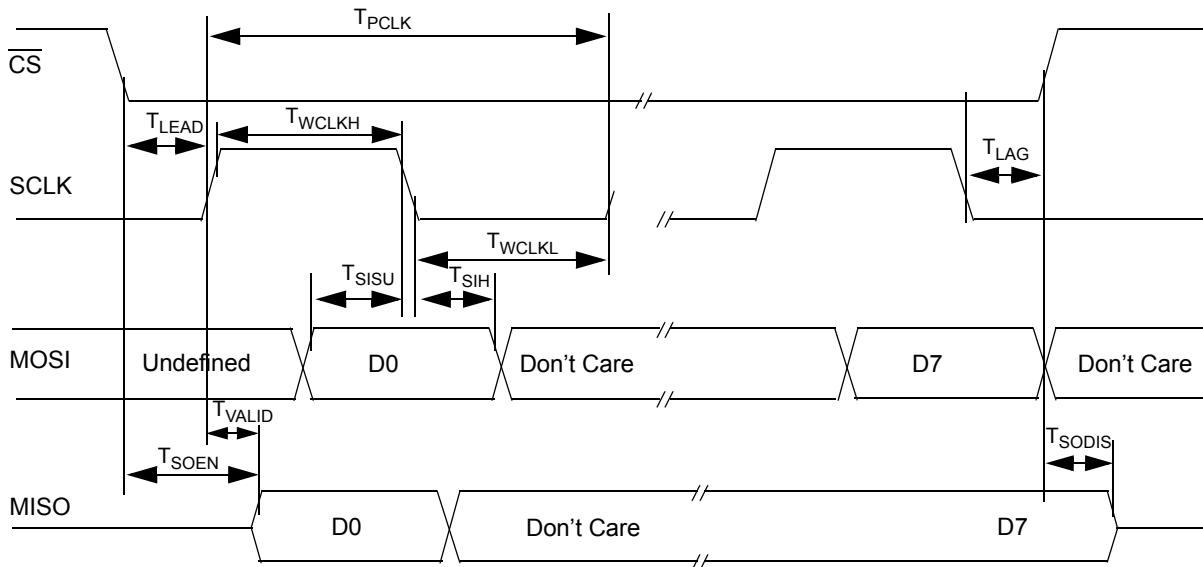 T_PCLK
C̅S̅
T_LEAD
T_WCLKH
T_LAG
SCLK
T_WCLKL
T_SISU
T_SIH
MOSI
Undefined
D0
Don't Care
D7
Don't Care
T_VALID
T_SOEN
T_SODIS
MISO
D0
Don't Care
D7